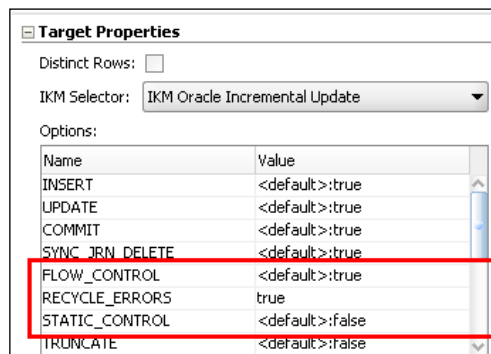 Target Properties
Distinct Rows:
IKM Selector: IKM Oracle Incremental Update
Options:
Name Value
INSERT <default>:true
UPDATE <default>:true
COMMIT <default>:true
SYNC_JRN_DELETE <default>:true
FLOW_CONTROL <default>:true
RECYCLE_ERRORS true
STATIC_CONTROL <default>:false
TRUNCATE <default>:false